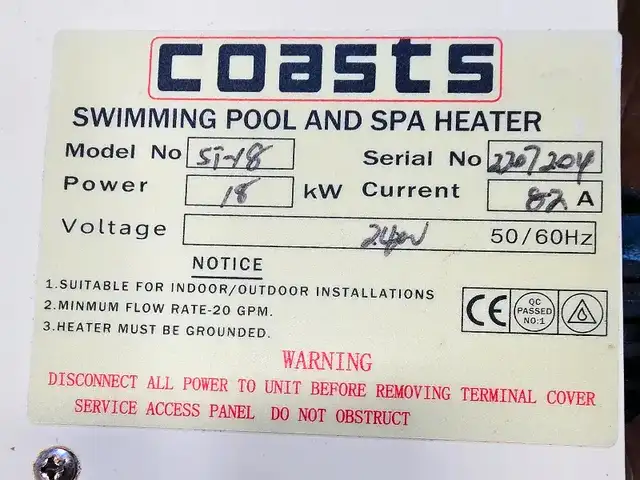 coasts
SWIMMING POOL AND SPA HEATER
Model No ST-18 Serial No 2207204
Power 18 kW Current 82 A
Voltage 240V 50/60Hz
NOTICE
1.SUITABLE FOR INDOOR/OUTDOOR INSTALLATIONS
2.MINMUM FLOW RATE-20 GPM.
3.HEATER MUST BE GROUNDED.
CE QC
PASSED
NO:1
WARNING
DISCONNECT ALL POWER TO UNIT BEFORE REMOVING TERMINAL COVER
SERVICE ACCESS PANEL DO NOT OBSTRUCT